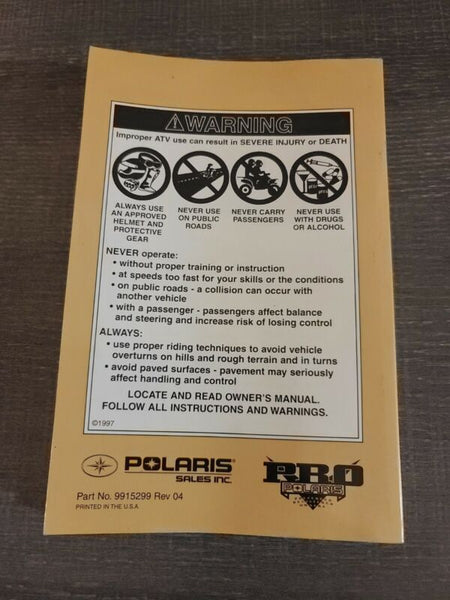 WARNING
Improper ATV use can result in SEVERE INJURY or DEATH
ALWAYS USE
AN APPROVED
HELMET AND
PROTECTIVE
GEAR
NEVER USE
ON PUBLIC
ROADS
NEVER CARRY
PASSENGERS
NEVER USE
WITH DRUGS
OR ALCOHOL
NEVER operate:
• without proper training or instruction
• at speeds too fast for your skills or the conditions
• on public roads - a collision can occur with
another vehicle
• with a passenger - passengers affect balance
and steering and increase risk of losing control
ALWAYS:
• use proper riding techniques to avoid vehicle
overturns on hills and rough terrain and in turns
• avoid paved surfaces - pavement may seriously
affect handling and control
LOCATE AND READ OWNER'S MANUAL.
FOLLOW ALL INSTRUCTIONS AND WARNINGS.
©1997
POLARIS®
SALES INC.
PRO
POLARIS
Part No. 9915299 Rev 04
PRINTED IN THE U.S.A.